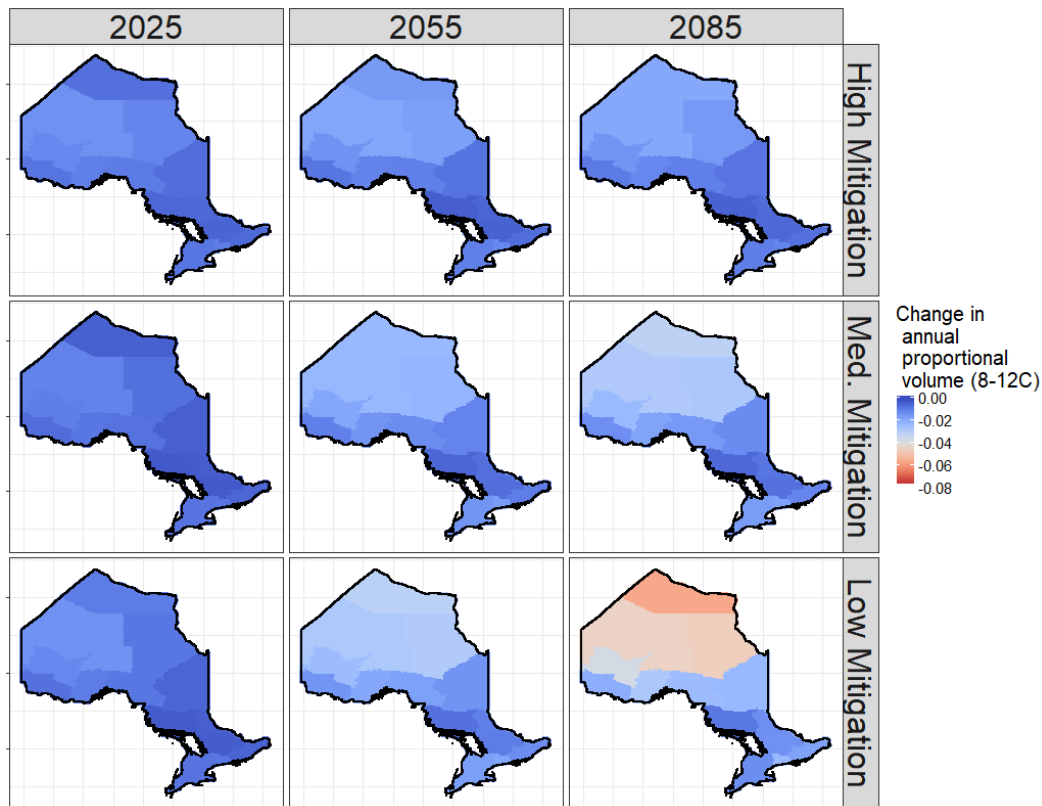 2025
2055
2085
High Mitigation
Med. Mitigation
Low Mitigation
Change in
annual
proportional
volume (8-12C)
0.00
-0.02
-0.04
-0.06
-0.08